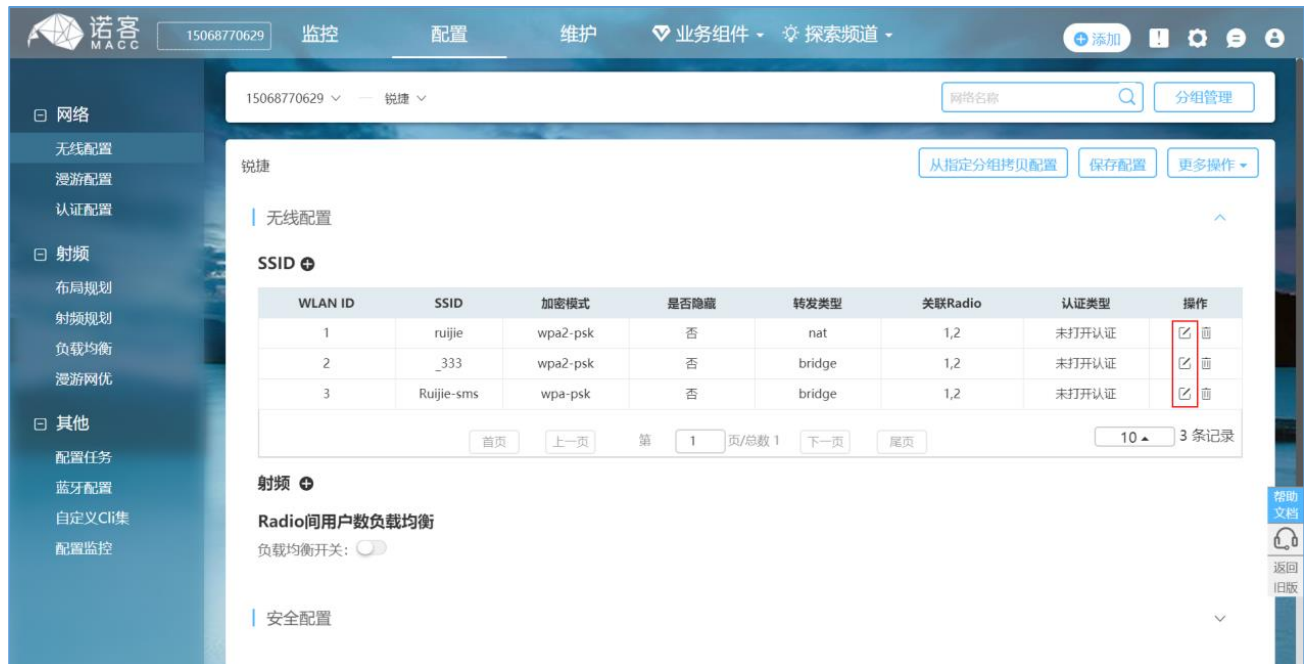 诺客 MACC 15068770629 监控 配置 维护 业务组件 探索频道 添加
15068770629 锐捷 网络名称 分组管理
网络
无线配置
漫游配置
认证配置
射频
布局规划
射频规划
负载均衡
漫游网优
其他
配置任务
蓝牙配置
自定义Cli集
配置监控
锐捷 从指定分组拷贝配置 保存配置 更多操作
无线配置
SSID
WLAN ID SSID 加密模式 是否隐藏 转发类型 关联Radio 认证类型 操作
1 ruijie wpa2-psk 否 nat 1,2 未打开认证
2 _333 wpa2-psk 否 bridge 1,2 未打开认证
3 Ruijie-sms wpa-psk 否 bridge 1,2 未打开认证
首页 上一页 第 1 页/总数 1 下一页 尾页 10 3 条记录
射频
Radio间用户数负载均衡
负载均衡开关：
安全配置
帮助
文档
返回
旧版